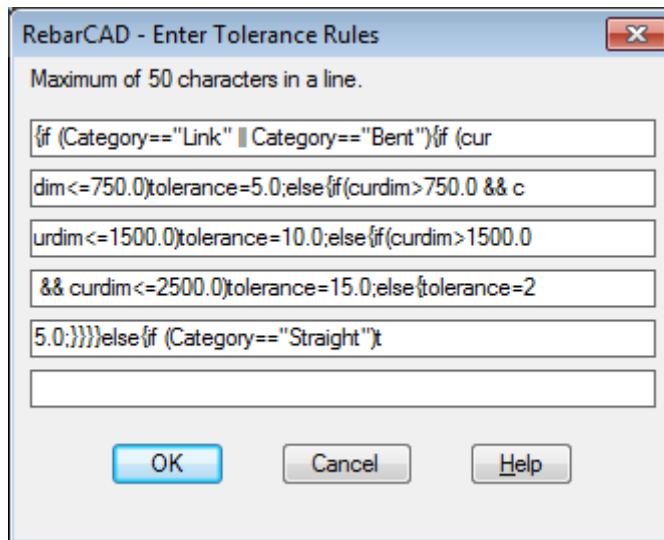 RebarCAD - Enter Tolerance Rules
Maximum of 50 characters in a line.
{if (Category=="Link" || Category=="Bent"){if (cur
dim<=750.0)tolerance=5.0;else{if(curdim>750.0 && c
urdim<=1500.0)tolerance=10.0;else{if(curdim>1500.0
 && curdim<=2500.0)tolerance=15.0;else{tolerance=2
5.0;}}}}else{if (Category=="Straight")t
OK Cancel Help